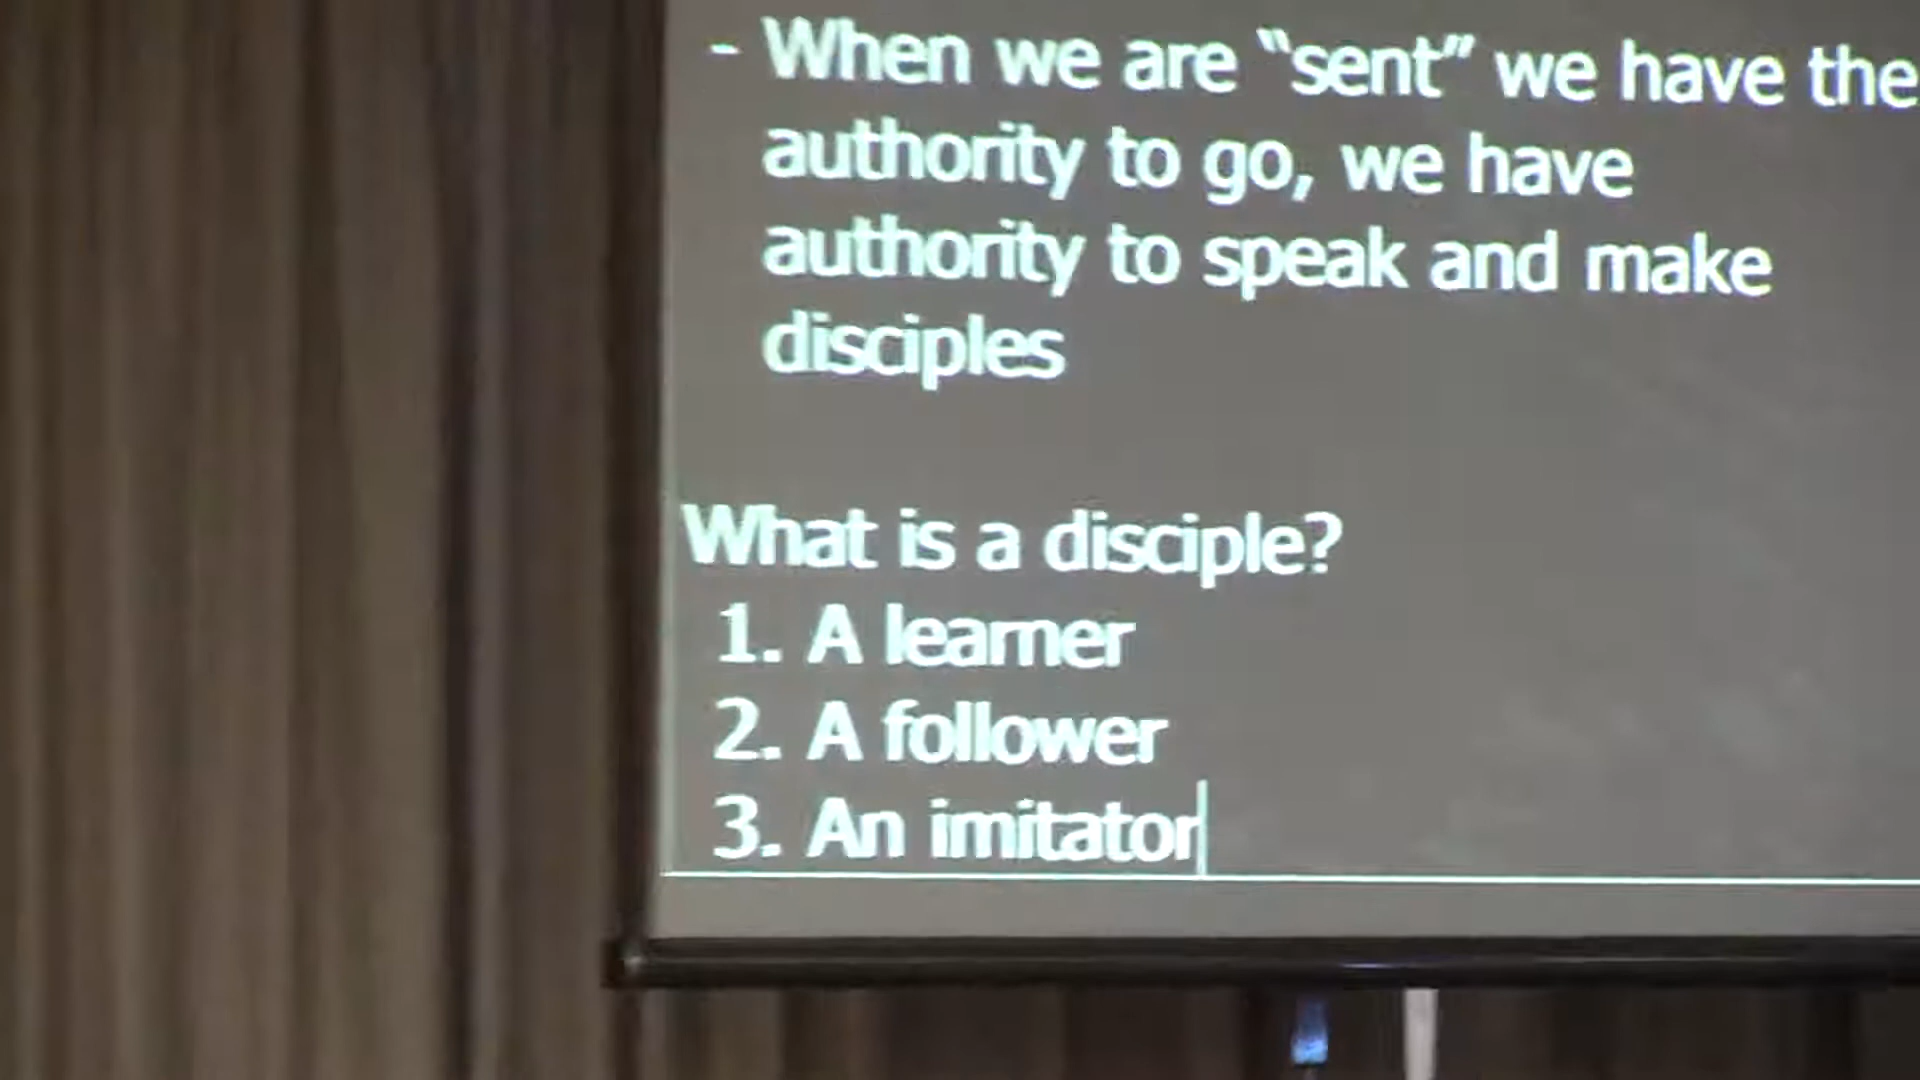 - When we are “sent” we have the
authority to go, we have
authority to speak and make
disciples
What is a disciple?
1. A learner
2. A follower
3. An imitator